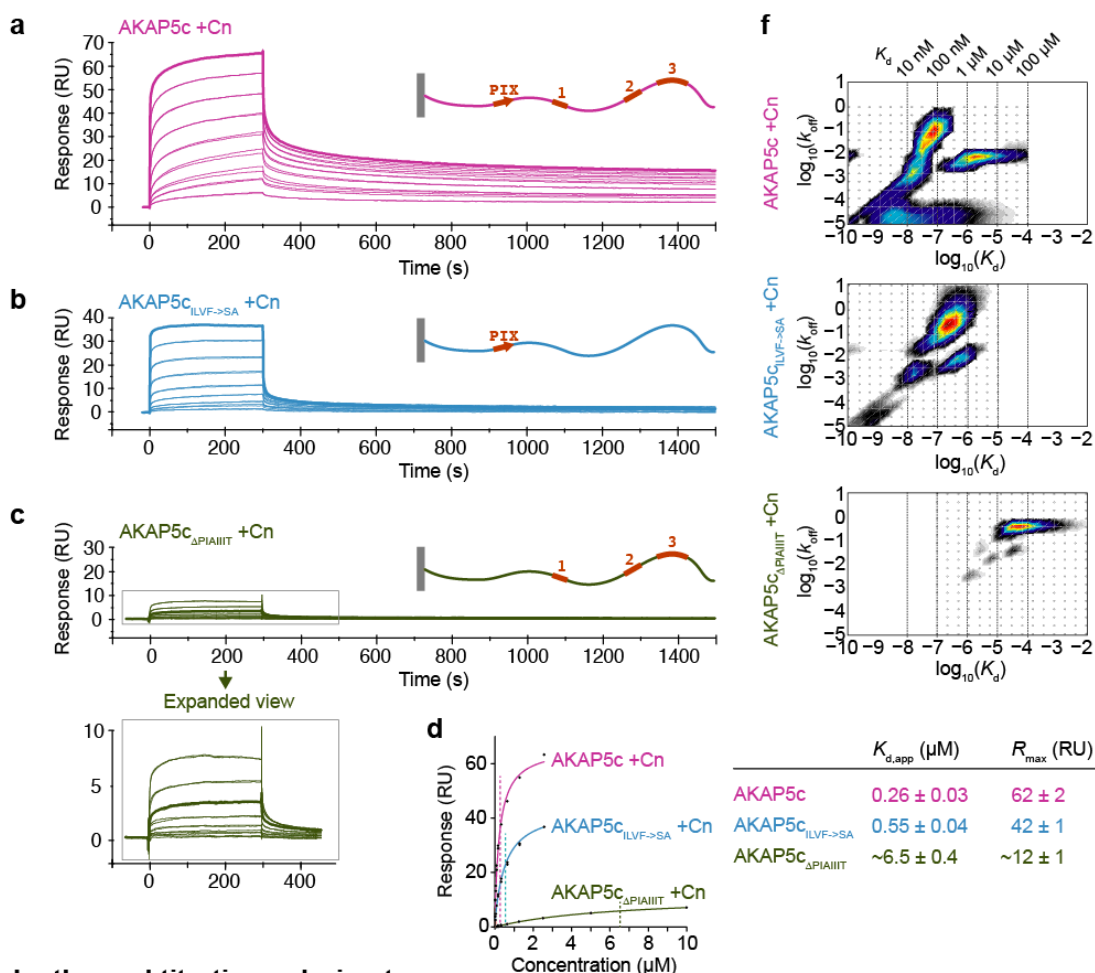 a
AKAP5c +Cn
70
60
50
40
30
20
10
0
Response (RU)
PIX
1
2
3
0 200 400 600 800 1000 1200 1400
Time (s)
b
AKAP5cILVF->SA +Cn
40
30
20
10
0
Response (RU)
PIX
0 200 400 600 800 1000 1200 1400
Time (s)
c
AKAP5cΔPIAIIIT +Cn
30
20
10
0
Response (RU)
1
2
3
0 200 400 600 800 1000 1200 1400
Time (s)
Expanded view
10
5
0
0 200 400
d
60
40
20
0
Response (RU)
AKAP5c +Cn
AKAP5cILVF->SA +Cn
AKAP5cΔPIAIIIT +Cn
0 2 4 6 8 10
Concentration (μM)
Kd,app (μM) Rmax (RU)
AKAP5c 0.26 ± 0.03 62 ± 2
AKAP5cILVF->SA 0.55 ± 0.04 42 ± 1
AKAP5cΔPIAIIIT ~6.5 ± 0.4 ~12 ± 1
f
Kd 10 nM 100 nM 1 μM 10 μM 100 μM
AKAP5c +Cn
log10(koff)
1
0
−1
−2
−3
−4
−5
−10 −9 −8 −7 −6 −5 −4 −3 −2
log10(Kd)
AKAP5cILVF->SA +Cn
log10(koff)
1
0
−1
−2
−3
−4
−5
−10 −9 −8 −7 −6 −5 −4 −3 −2
log10(Kd)
AKAP5cΔPIAIIIT +Cn
log10(koff)
1
0
−1
−2
−3
−4
−5
−10 −9 −8 −7 −6 −5 −4 −3 −2
log10(Kd)